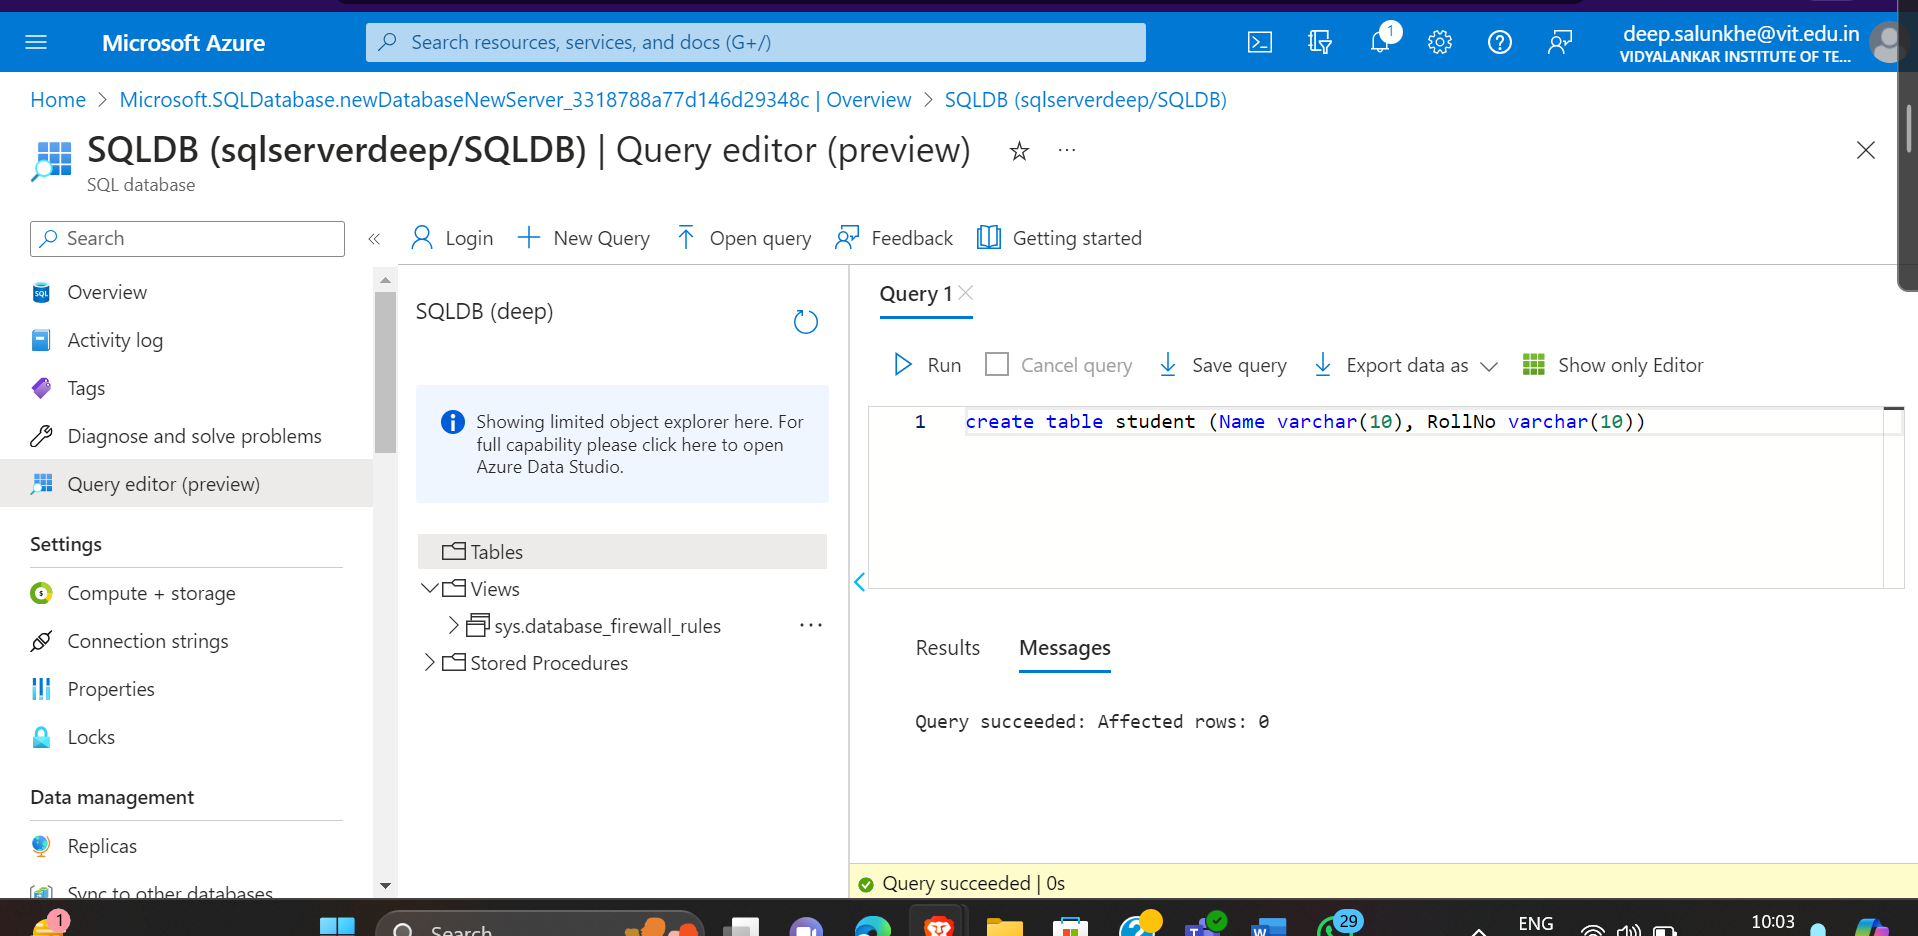 Microsoft Azure
Search resources, services, and docs (G+/)
1
deep.salunkhe@vit.edu.in
VIDYALANKAR INSTITUTE OF TE...
Home > Microsoft.SQLDatabase.newDatabaseNewServer_3318788a77d146d29348c | Overview > SQLDB (sqlserverdeep/SQLDB)
SQLDB (sqlserverdeep/SQLDB) | Query editor (preview)
...
SQL database
Search
«
Login
New Query
Open query
Feedback
Getting started
Overview
Activity log
Tags
Diagnose and solve problems
Query editor (preview)
Settings
Compute + storage
Connection strings
Properties
Locks
Data management
Replicas
Sync to other databases
SQLDB (deep)
Showing limited object explorer here. For
full capability please click here to open
Azure Data Studio.
Tables
Views
sys.database_firewall_rules
...
Stored Procedures
Query 1
Run
Cancel query
Save query
Export data as
Show only Editor
1 create table student (Name varchar(10), RollNo varchar(10))
Results
Messages
Query succeeded: Affected rows: 0
Query succeeded | 0s
1
Search
29
ENG
10:03